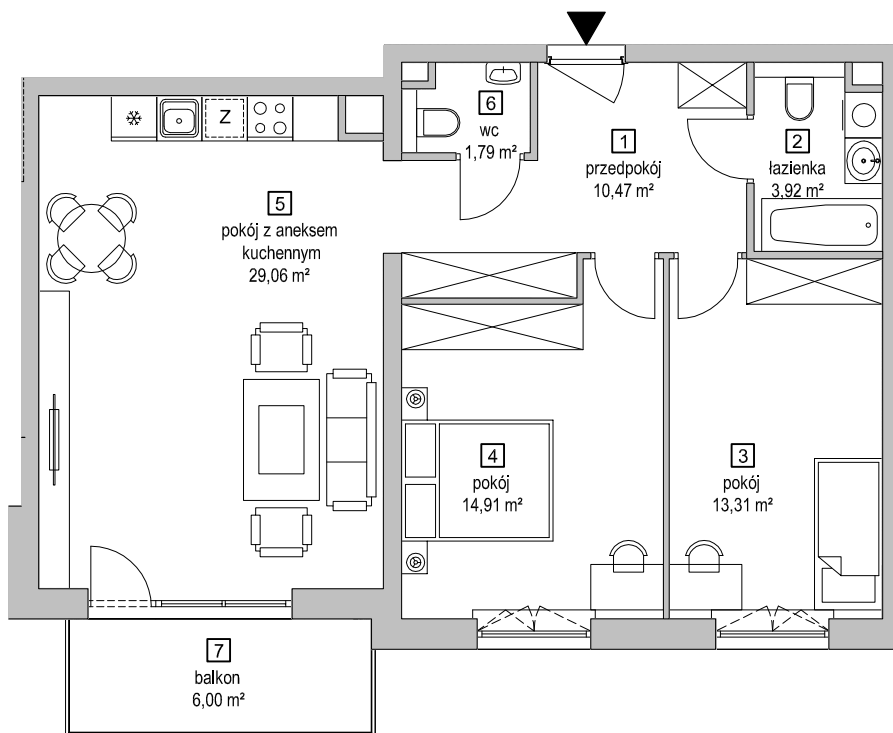 1
przedpokój
10,47 m²
2
łazienka
3,92 m²
3
pokój
13,31 m²
4
pokój
14,91 m²
5
pokój z aneksem
kuchennym
29,06 m²
Z
6
wc
1,79 m²
7
balkon
6,00 m²